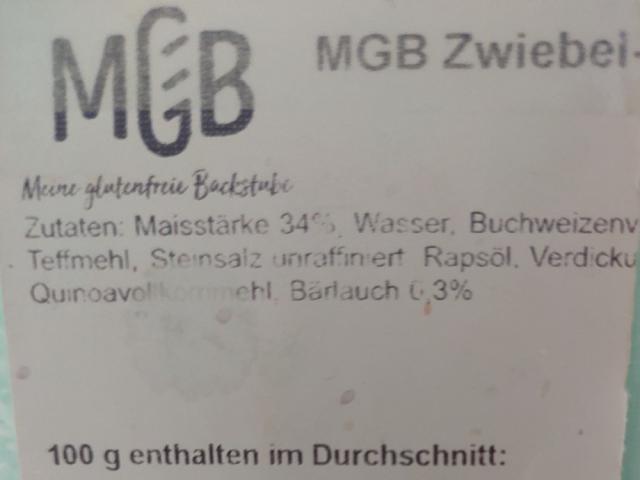 MGB
MGB Zwiebel-
Meine glutenfreie Backstube
Zutaten: Maisstärke 34%, Wasser, Buchweizenv
Teffmehl, Steinsalz unraffiniert Rapsöl, Verdicku
Quinoavollkornmehl, Bärlauch 0,3%
100 g enthalten im Durchschnitt: